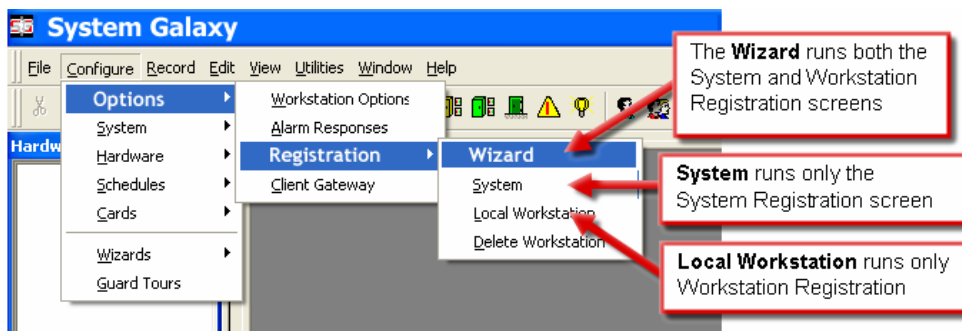 System Galaxy
File Configure Record Edit View Utilities Window Help
Options
System
Hardware
Schedules
Cards
Wizards
Guard Tours
Workstation Options
Alarm Responses
Registration
Client Gateway
Wizard
System
Local Workstation
Delete Workstation
Hardw
The Wizard runs both the
System and Workstation
Registration screens
System runs only the
System Registration screen
Local Workstation runs only
Workstation Registration